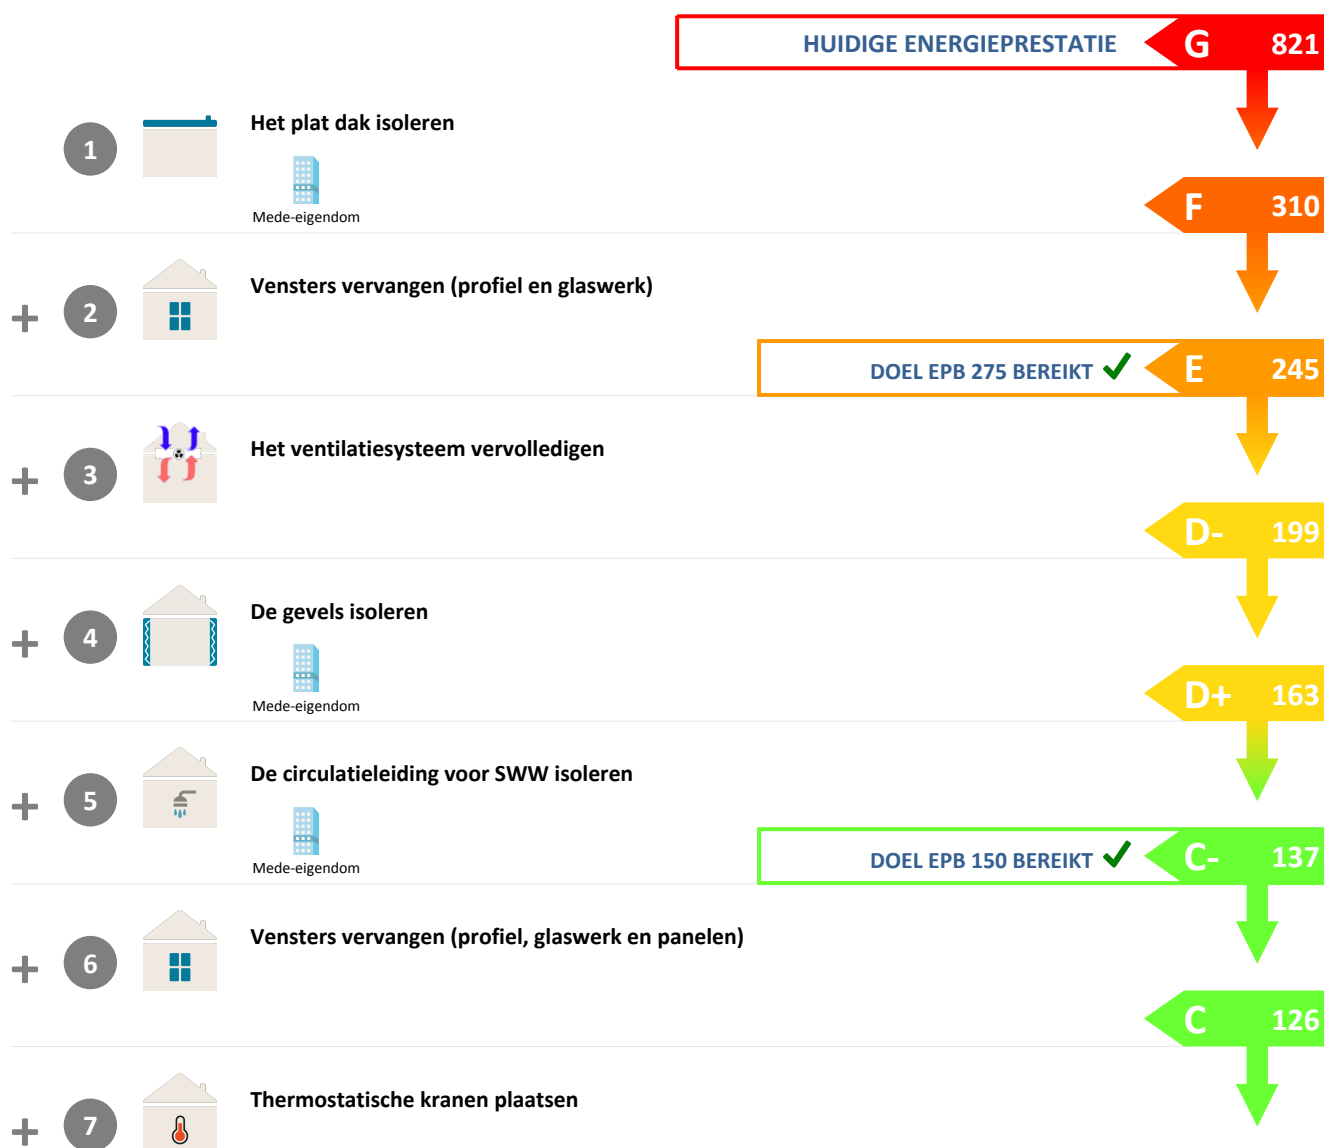 HUIDIGE ENERGIEPRESTATIE G 821
1 Het plat dak isoleren
Mede-eigendom
F 310
+ 2 Vensters vervangen (profiel en glaswerk)
DOEL EPB 275 BEREIKT E 245
+ 3 Het ventilatiesysteem vervolledigen
D- 199
+ 4 De gevels isoleren
Mede-eigendom
D+ 163
+ 5 De circulatieleiding voor SWW isoleren
Mede-eigendom
DOEL EPB 150 BEREIKT C- 137
+ 6 Vensters vervangen (profiel, glaswerk en panelen)
C 126
+ 7 Thermostatische kranen plaatsen